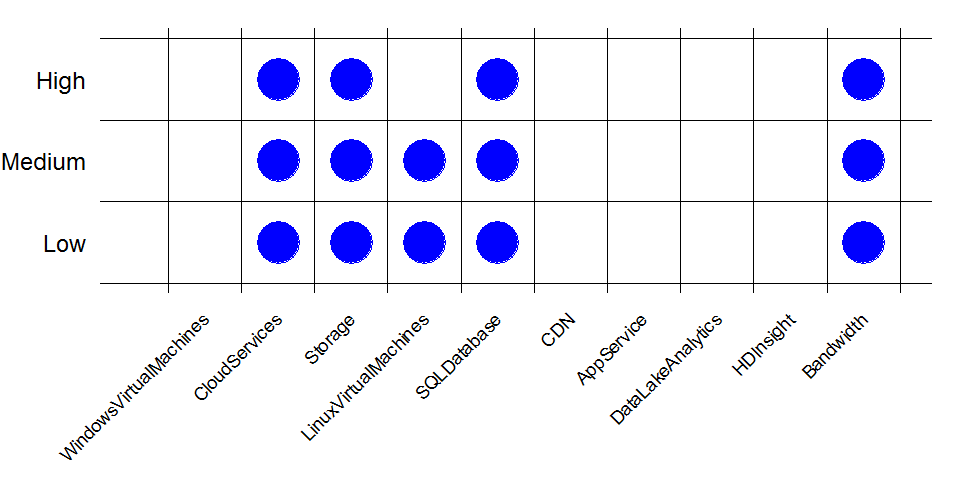 High
Medium
Low
WindowsVirtualMachines
CloudServices
Storage
LinuxVirtualMachines
SQLDatabase
CDN
AppService
DataLakeAnalytics
HDInsight
Bandwidth